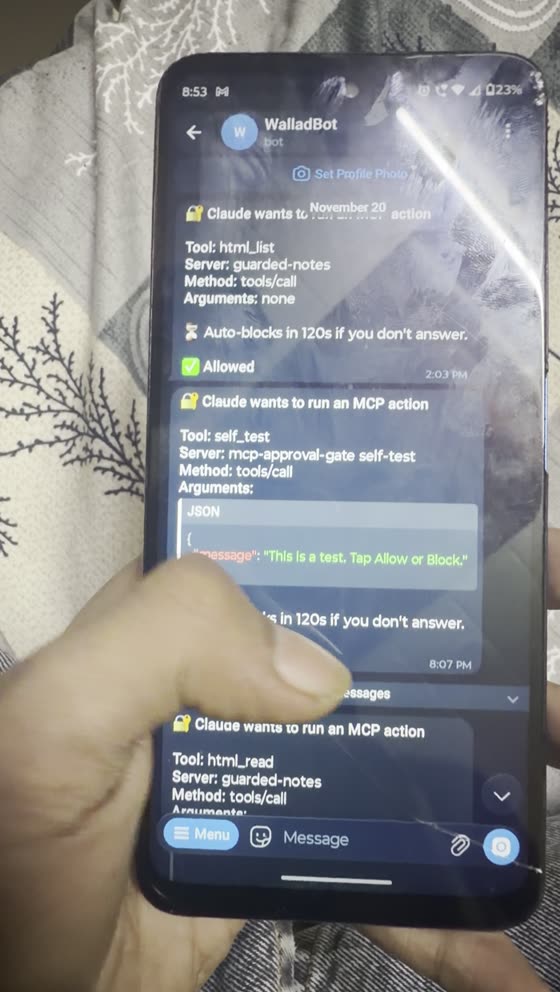 8:53
23%
W
WalladBot
bot
Set Profile Photo
November 20
Claude wants to action
Tool: html_list
Server: guarded-notes
Method: tools/call
Arguments: none
Auto-blocks in 120s if you don't answer.
Allowed
2:03 PM
Claude wants to run an MCP action
Tool: self_test
Server: mcp-approval-gate self-test
Method: tools/call
Arguments:
JSON
{
"message": "This is a test. Tap Allow or Block."
in 120s if you don't answer.
8:07 PM
Claude wants to run an MCP action
Tool: html_read
Server: guarded-notes
Method: tools/call
Arguments:
Menu
Message